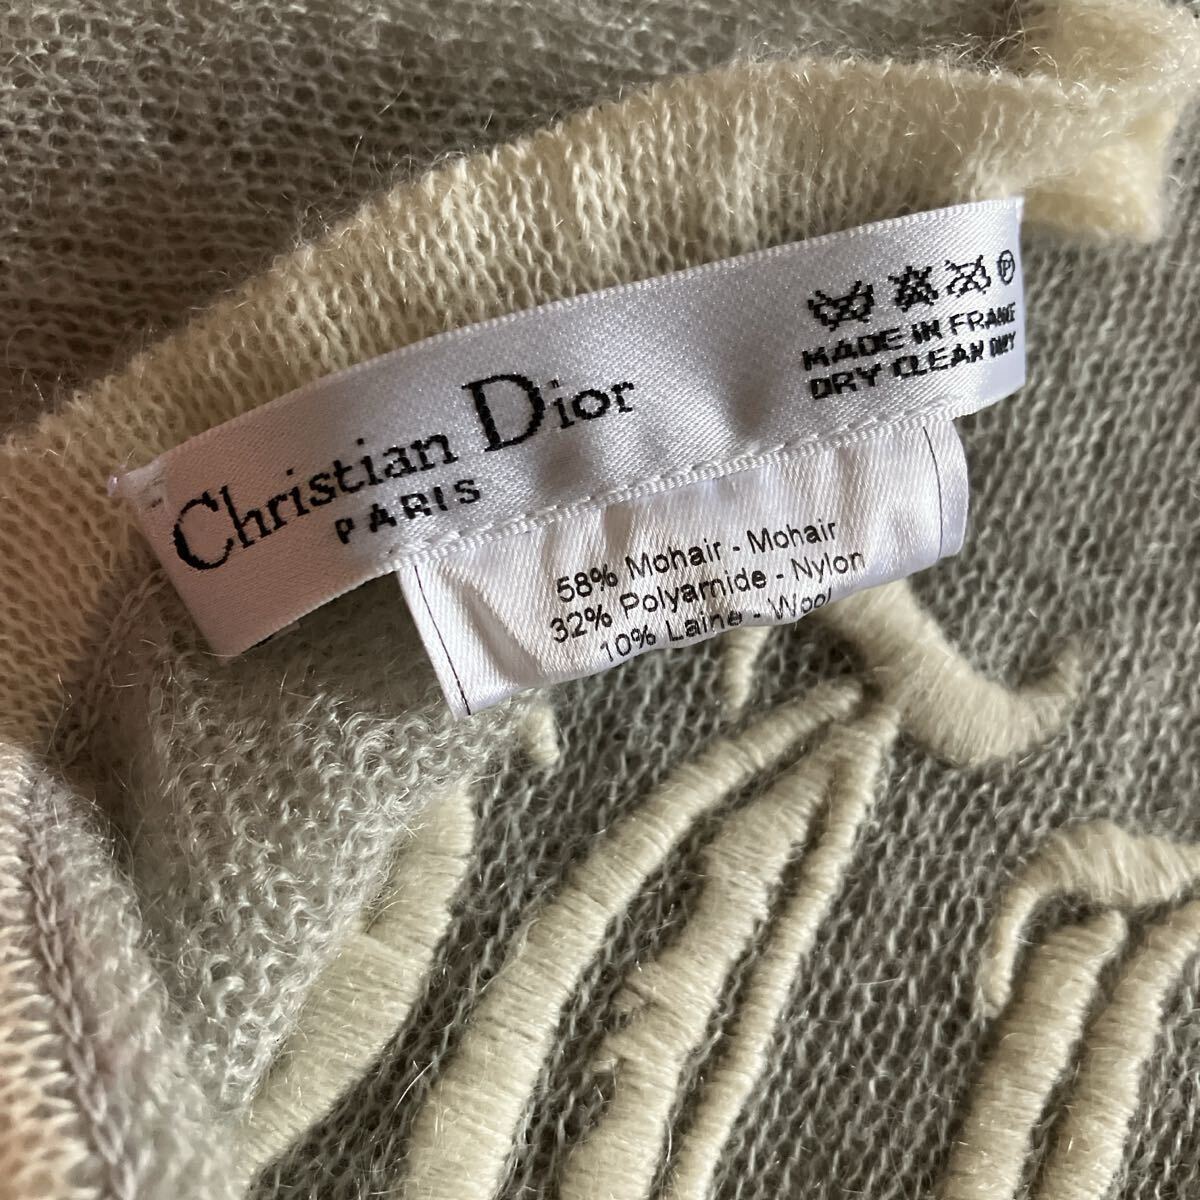 Christian Dior
PARIS
P
MADE IN FRANCE
DRY CLEAN ONLY
58% Mohair - Mohair
32% Polyamide - Nylon
10% Laine - Wool